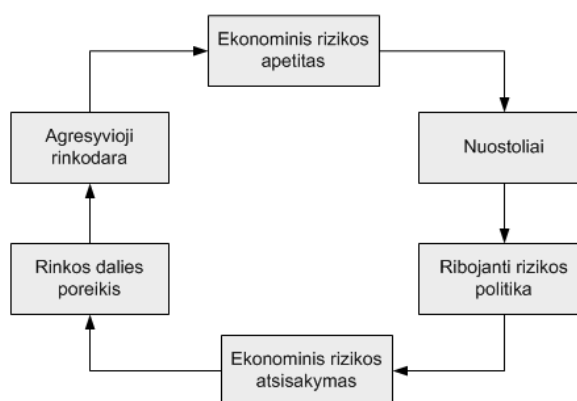 Ekonominis rizikos
apetitas
Nuostoliai
Ribojanti rizikos
politika
Ekonominis rizikos
atsisakymas
Rinkos dalies
poreikis
Agresyvioji
rinkodara